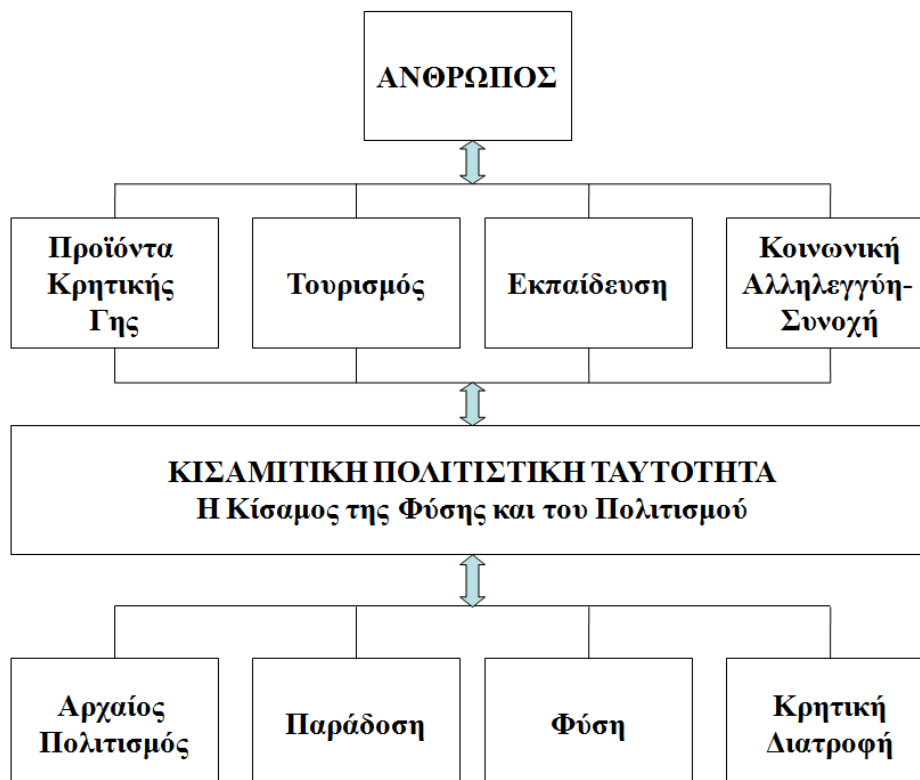 ΑΝΘΡΩΠΟΣ
Προϊόντα
Κρητικής
Γης
Τουρισμός
Εκπαίδευση
Κοινωνική
Αλληλεγγύη-
Συνοχή
ΚΙΣΑΜΙΤΙΚΗ ΠΟΛΙΤΙΣΤΙΚΗ ΤΑΥΤΟΤΗΤΑ
Η Κίσαμος της Φύσης και του Πολιτισμού
Αρχαίος
Πολιτισμός
Παράδοση
Φύση
Κρητική
Διατροφή